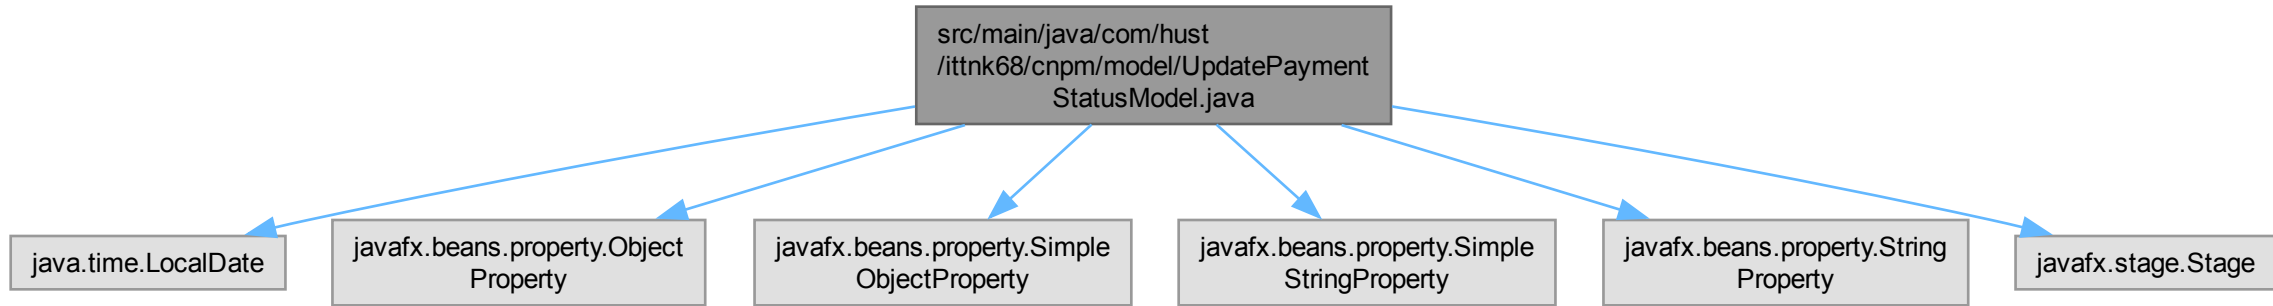 src/main/java/com/hust
/ittnk68/cnpm/model/UpdatePayment
StatusModel.java
java.time.LocalDate
javafx.beans.property.Object
Property
javafx.beans.property.Simple
ObjectProperty
javafx.beans.property.Simple
StringProperty
javafx.beans.property.String
Property
javafx.stage.Stage